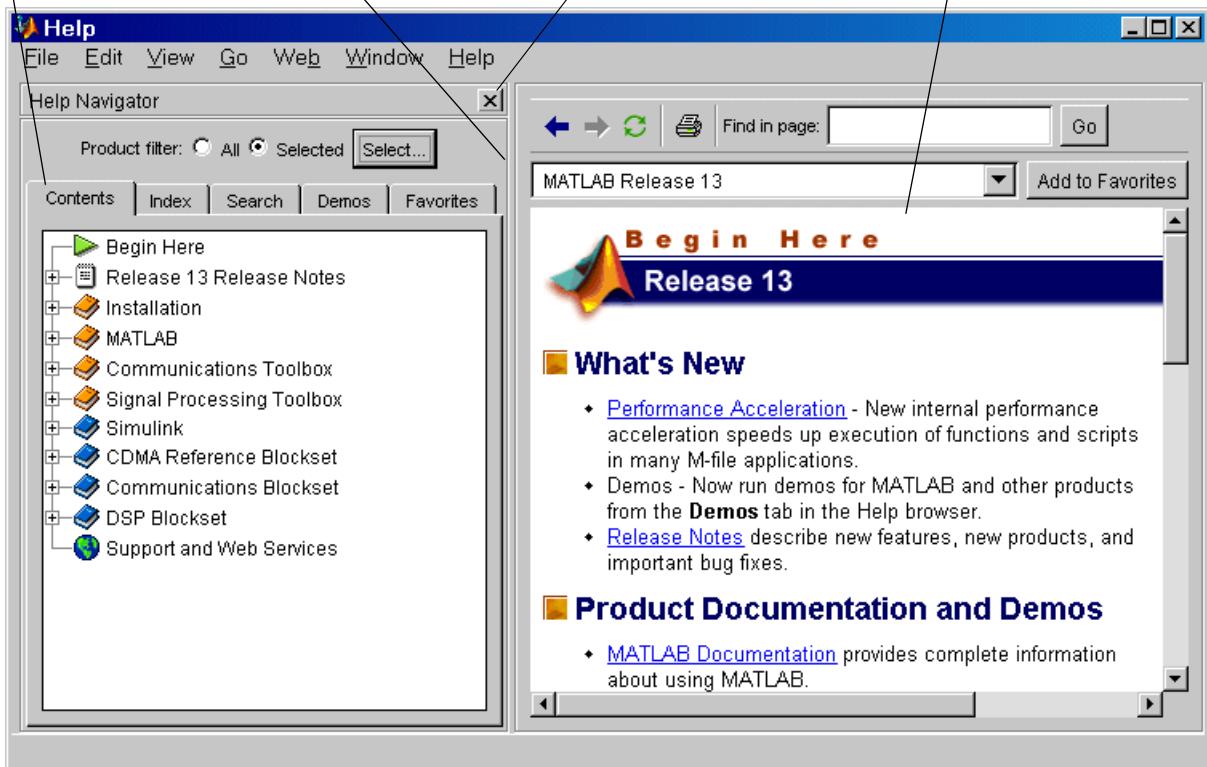 Help
File Edit View Go Web Window Help
Help Navigator
Product filter: All Selected Select...
Contents Index Search Demos Favorites
Begin Here
Release 13 Release Notes
Installation
MATLAB
Communications Toolbox
Signal Processing Toolbox
Simulink
CDMA Reference Blockset
Communications Blockset
DSP Blockset
Support and Web Services
Find in page: Go
MATLAB Release 13 Add to Favorites
Begin Here
Release 13
What's New
Performance Acceleration - New internal performance
acceleration speeds up execution of functions and scripts
in many M-file applications.
Demos - Now run demos for MATLAB and other products
from the Demos tab in the Help browser.
Release Notes describe new features, new products, and
important bug fixes.
Product Documentation and Demos
MATLAB Documentation provides complete information
about using MATLAB.